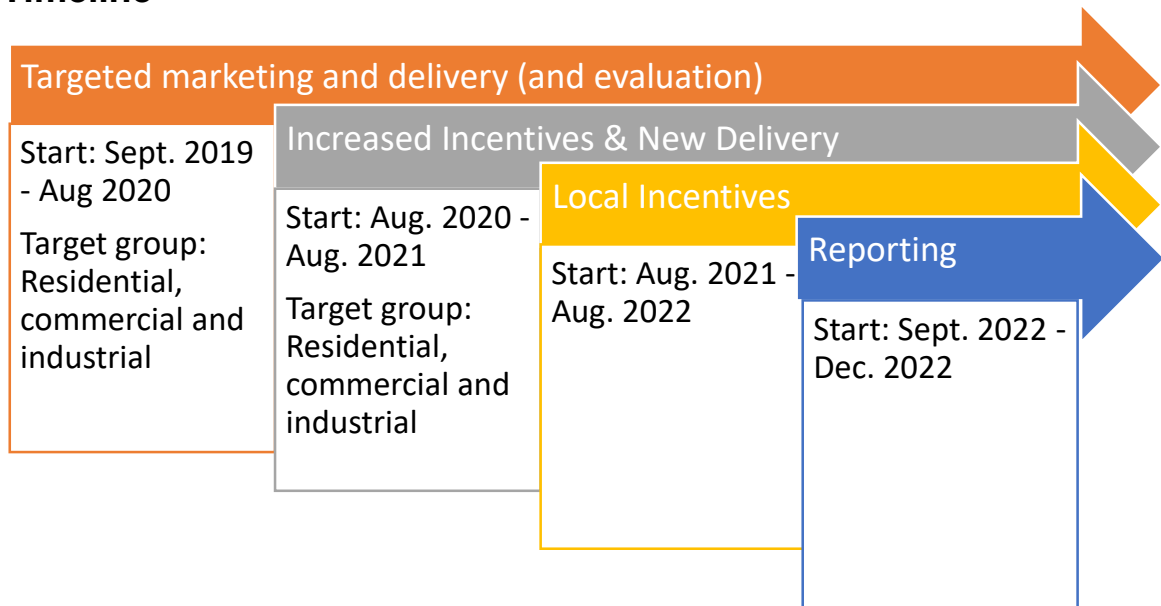 Timeline
Targeted marketing and delivery (and evaluation)
Start: Sept. 2019
- Aug 2020
Target group:
Residential,
commercial and
industrial
Increased Incentives & New Delivery
Start: Aug. 2020 -
Aug. 2021
Target group:
Residential,
commercial and
industrial
Local Incentives
Start: Aug. 2021 -
Aug. 2022
Reporting
Start: Sept. 2022 -
Dec. 2022